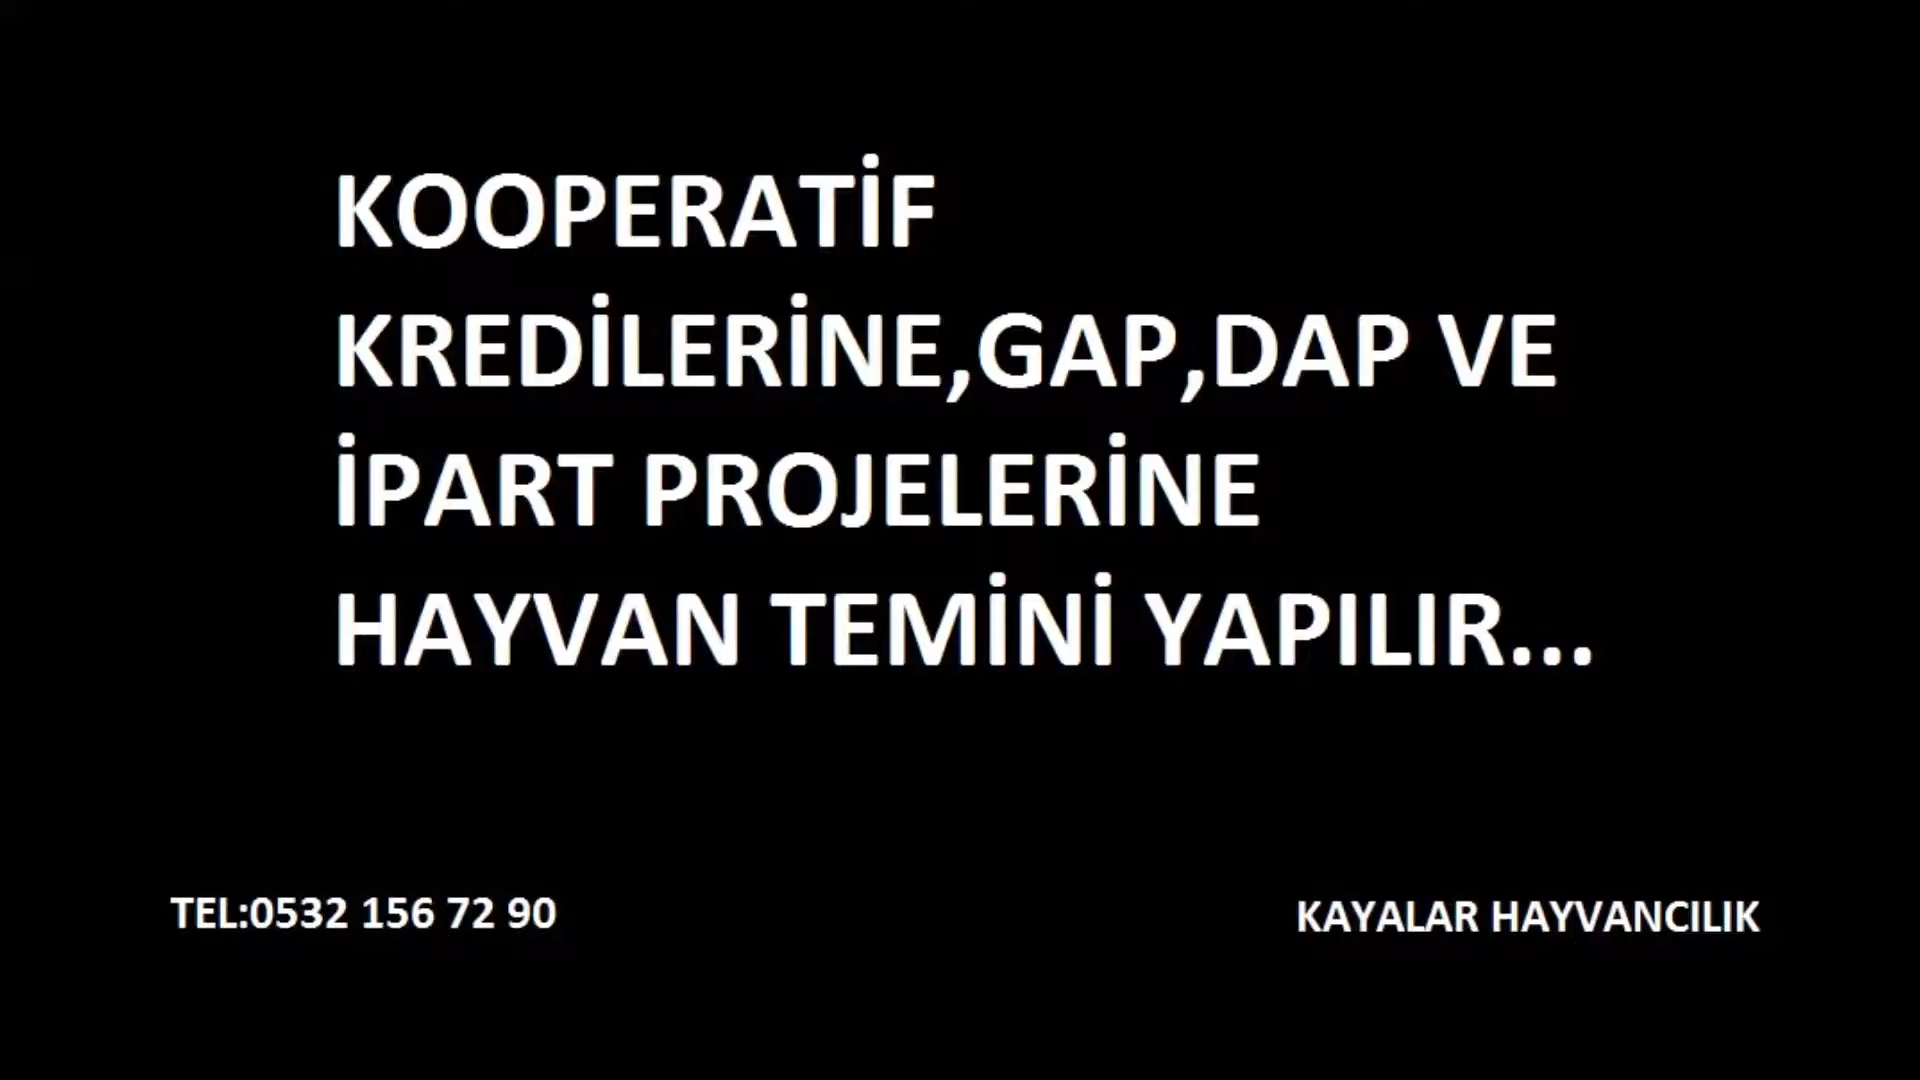 KOOPERATİF
KREDİLERİNE,GAP,DAP VE
İPART PROJELERİNE
HAYVAN TEMİNİ YAPILIR...
TEL:0532 156 72 90
KAYALAR HAYVANCILIK